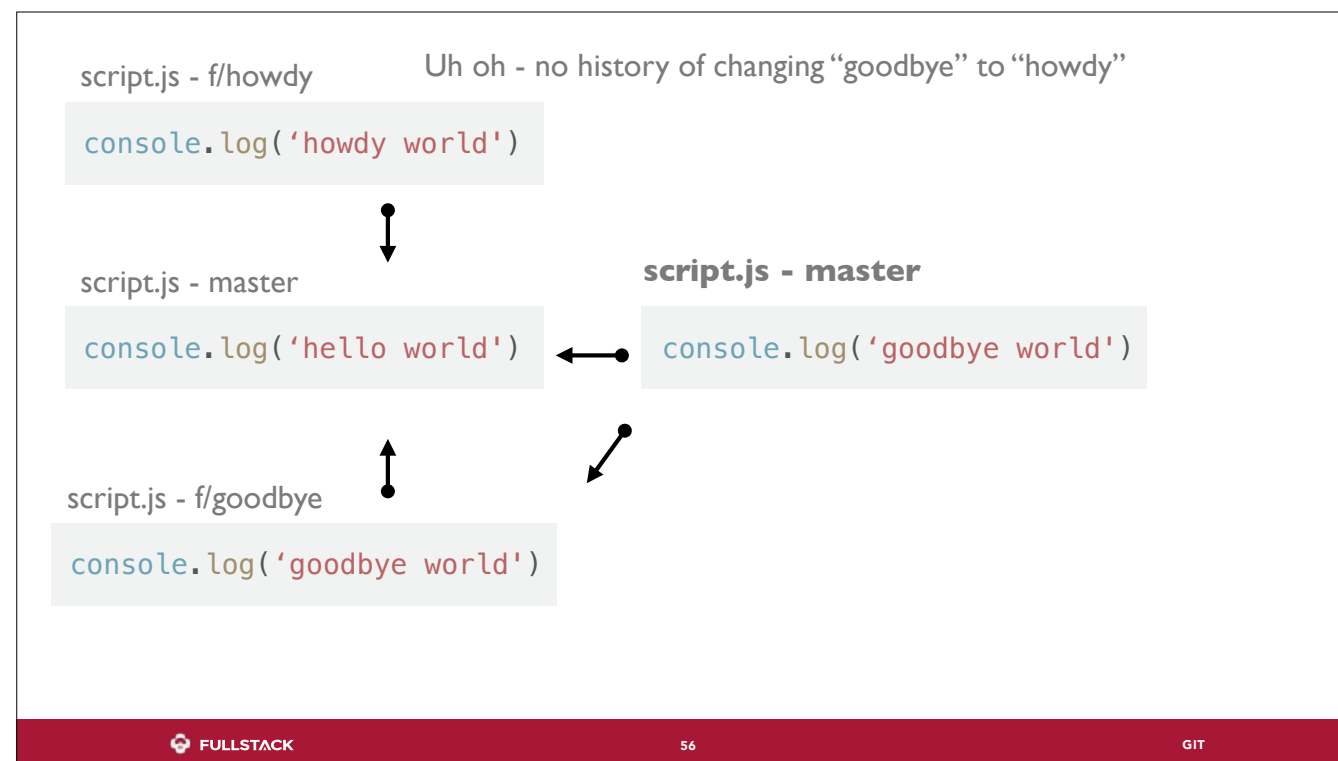 script.js - f/howdy
Uh oh - no history of changing “goodbye” to “howdy”
console.log(‘howdy world')
script.js - master
script.js - master
console.log(‘hello world')
console.log(‘goodbye world')
script.js - f/goodbye
console.log(‘goodbye world')
FULLSTACK
56
GIT